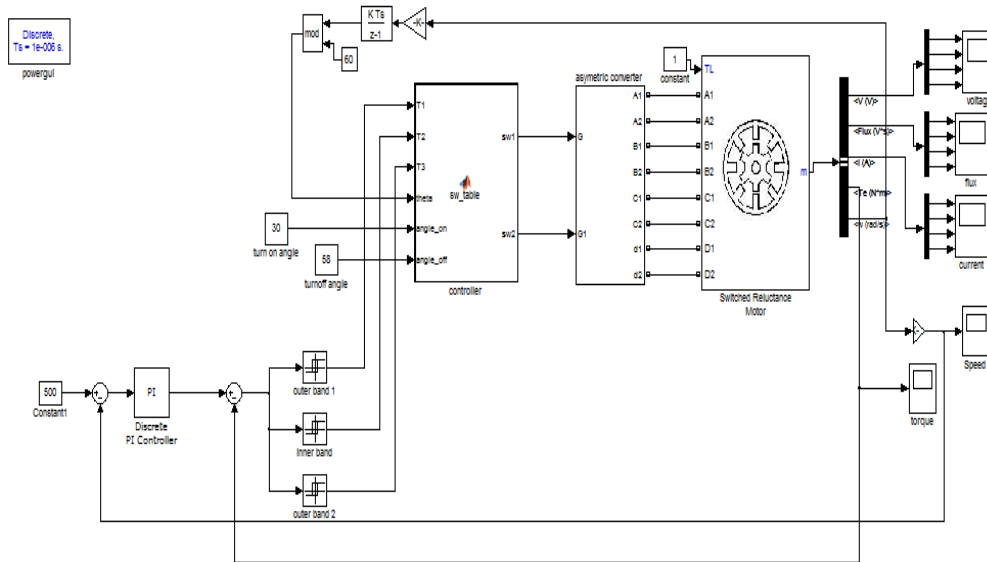 Discrete,
Ts = 1e-006 s.
powergui
mod
K Ts
z-1
-K-
60
T1
T2
T3
theta
angle_on
angle_off
sw_table
sw1
sw2
controller
30
turn on angle
58
turnoff angle
asymetric converter
G
G1
A1
A2
B1
B2
C1
C2
d1
d2
1
constant
TL
A1
A2
B1
B2
C1
C2
D1
D2
m
Switched Reluctance
Motor
<V (V)>
<Flux (V*s)>
<I (A)>
<Te (N*m)>
<w (rad/s)>
voltag
flux
current
Speed
torque
500
Constant1
PI
Discrete
PI Controller
outer band 1
inner band
outer band 2